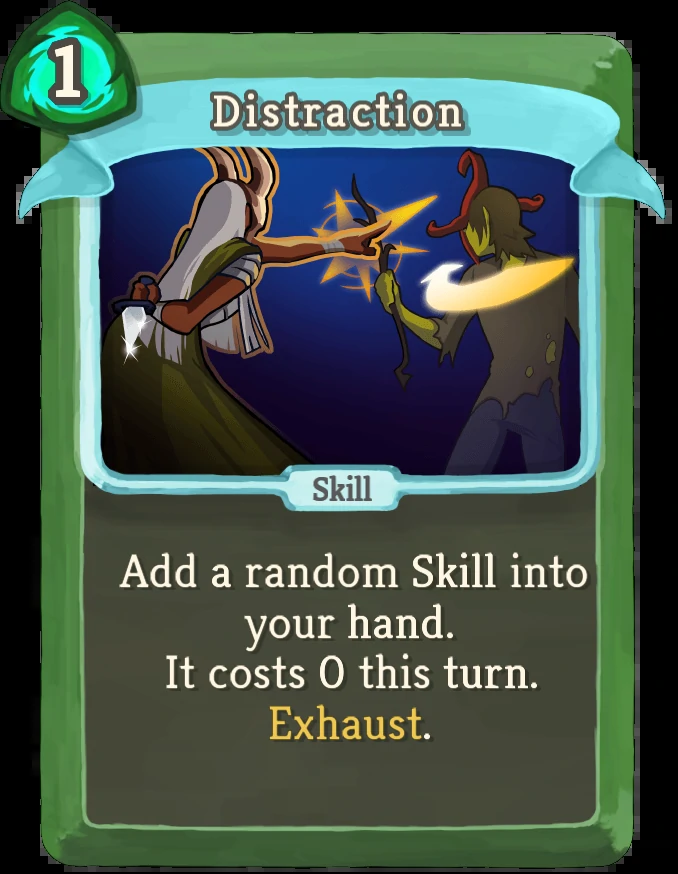 1
Distraction
Skill
Add a random Skill into
your hand.
It costs 0 this turn.
Exhaust.